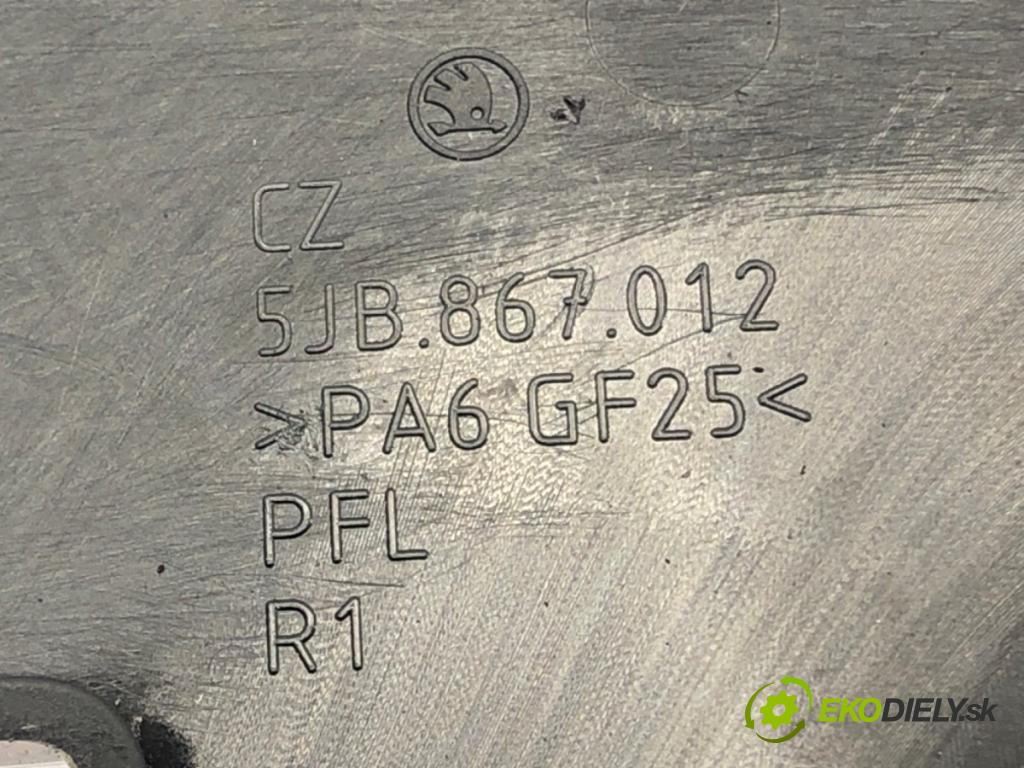 CZ
5JB.867.012
>PA6 GF25<
PFL
R1
EKODIELY.sk